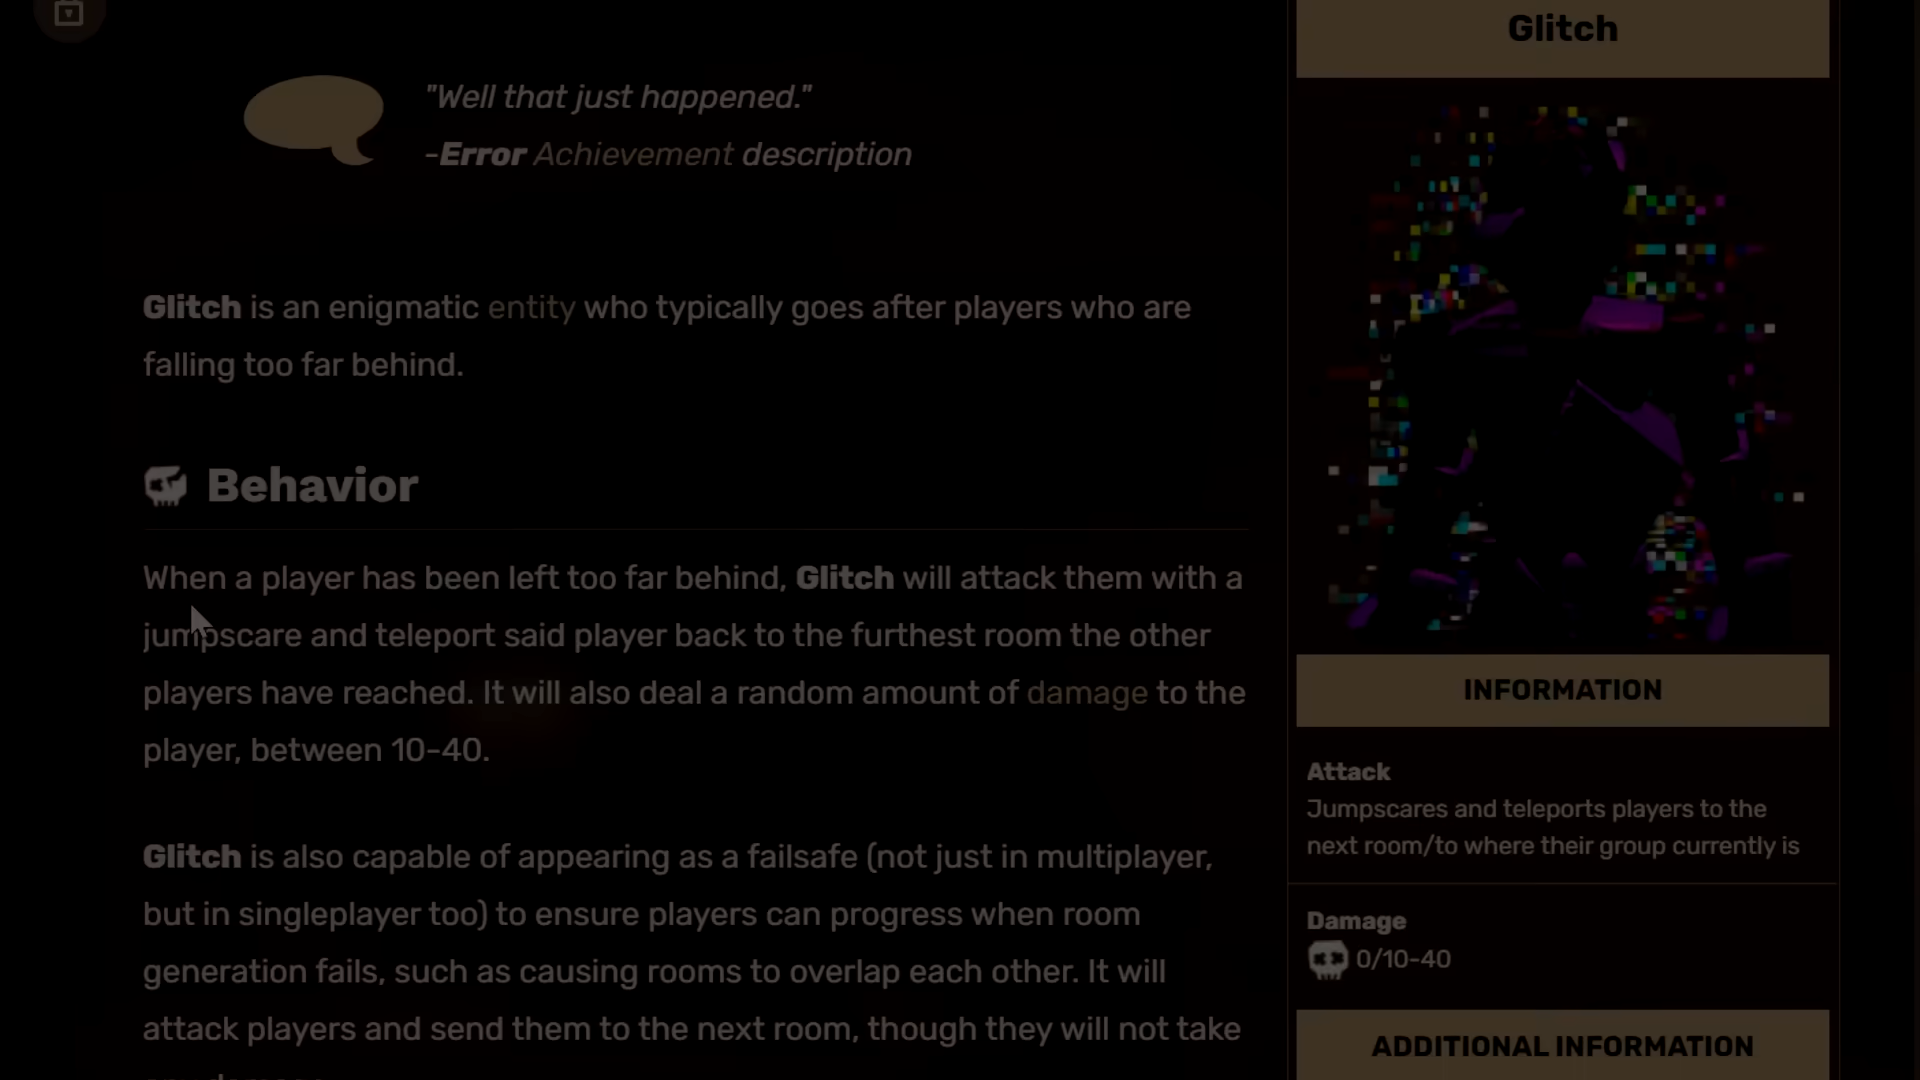 "Well that just happened."
-Error Achievement description
Glitch is an enigmatic entity who typically goes after players who are
falling too far behind.
Behavior
When a player has been left too far behind, Glitch will attack them with a
jumpscare and teleport said player back to the furthest room the other
players have reached. It will also deal a random amount of damage to the
player, between 10-40.
Glitch is also capable of appearing as a failsafe (not just in multiplayer,
but in singleplayer too) to ensure players can progress when room
generation fails, such as causing rooms to overlap each other. It will
attack players and send them to the next room, though they will not take
Glitch
INFORMATION
Attack
Jumpscares and teleports players to the
next room/to where their group currently is
Damage
0/10-40
ADDITIONAL INFORMATION